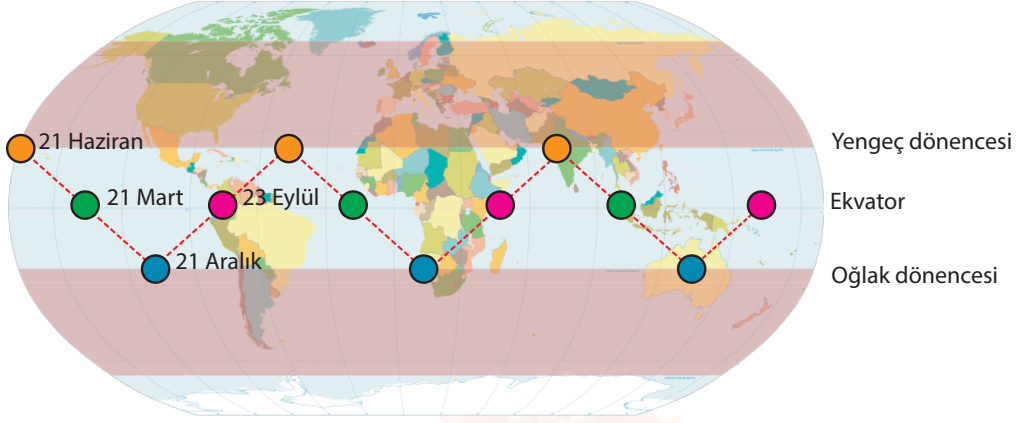 21 Haziran
Yengeç dönencesi
21 Mart
23 Eylül
Ekvator
21 Aralık
Oğlak dönencesi